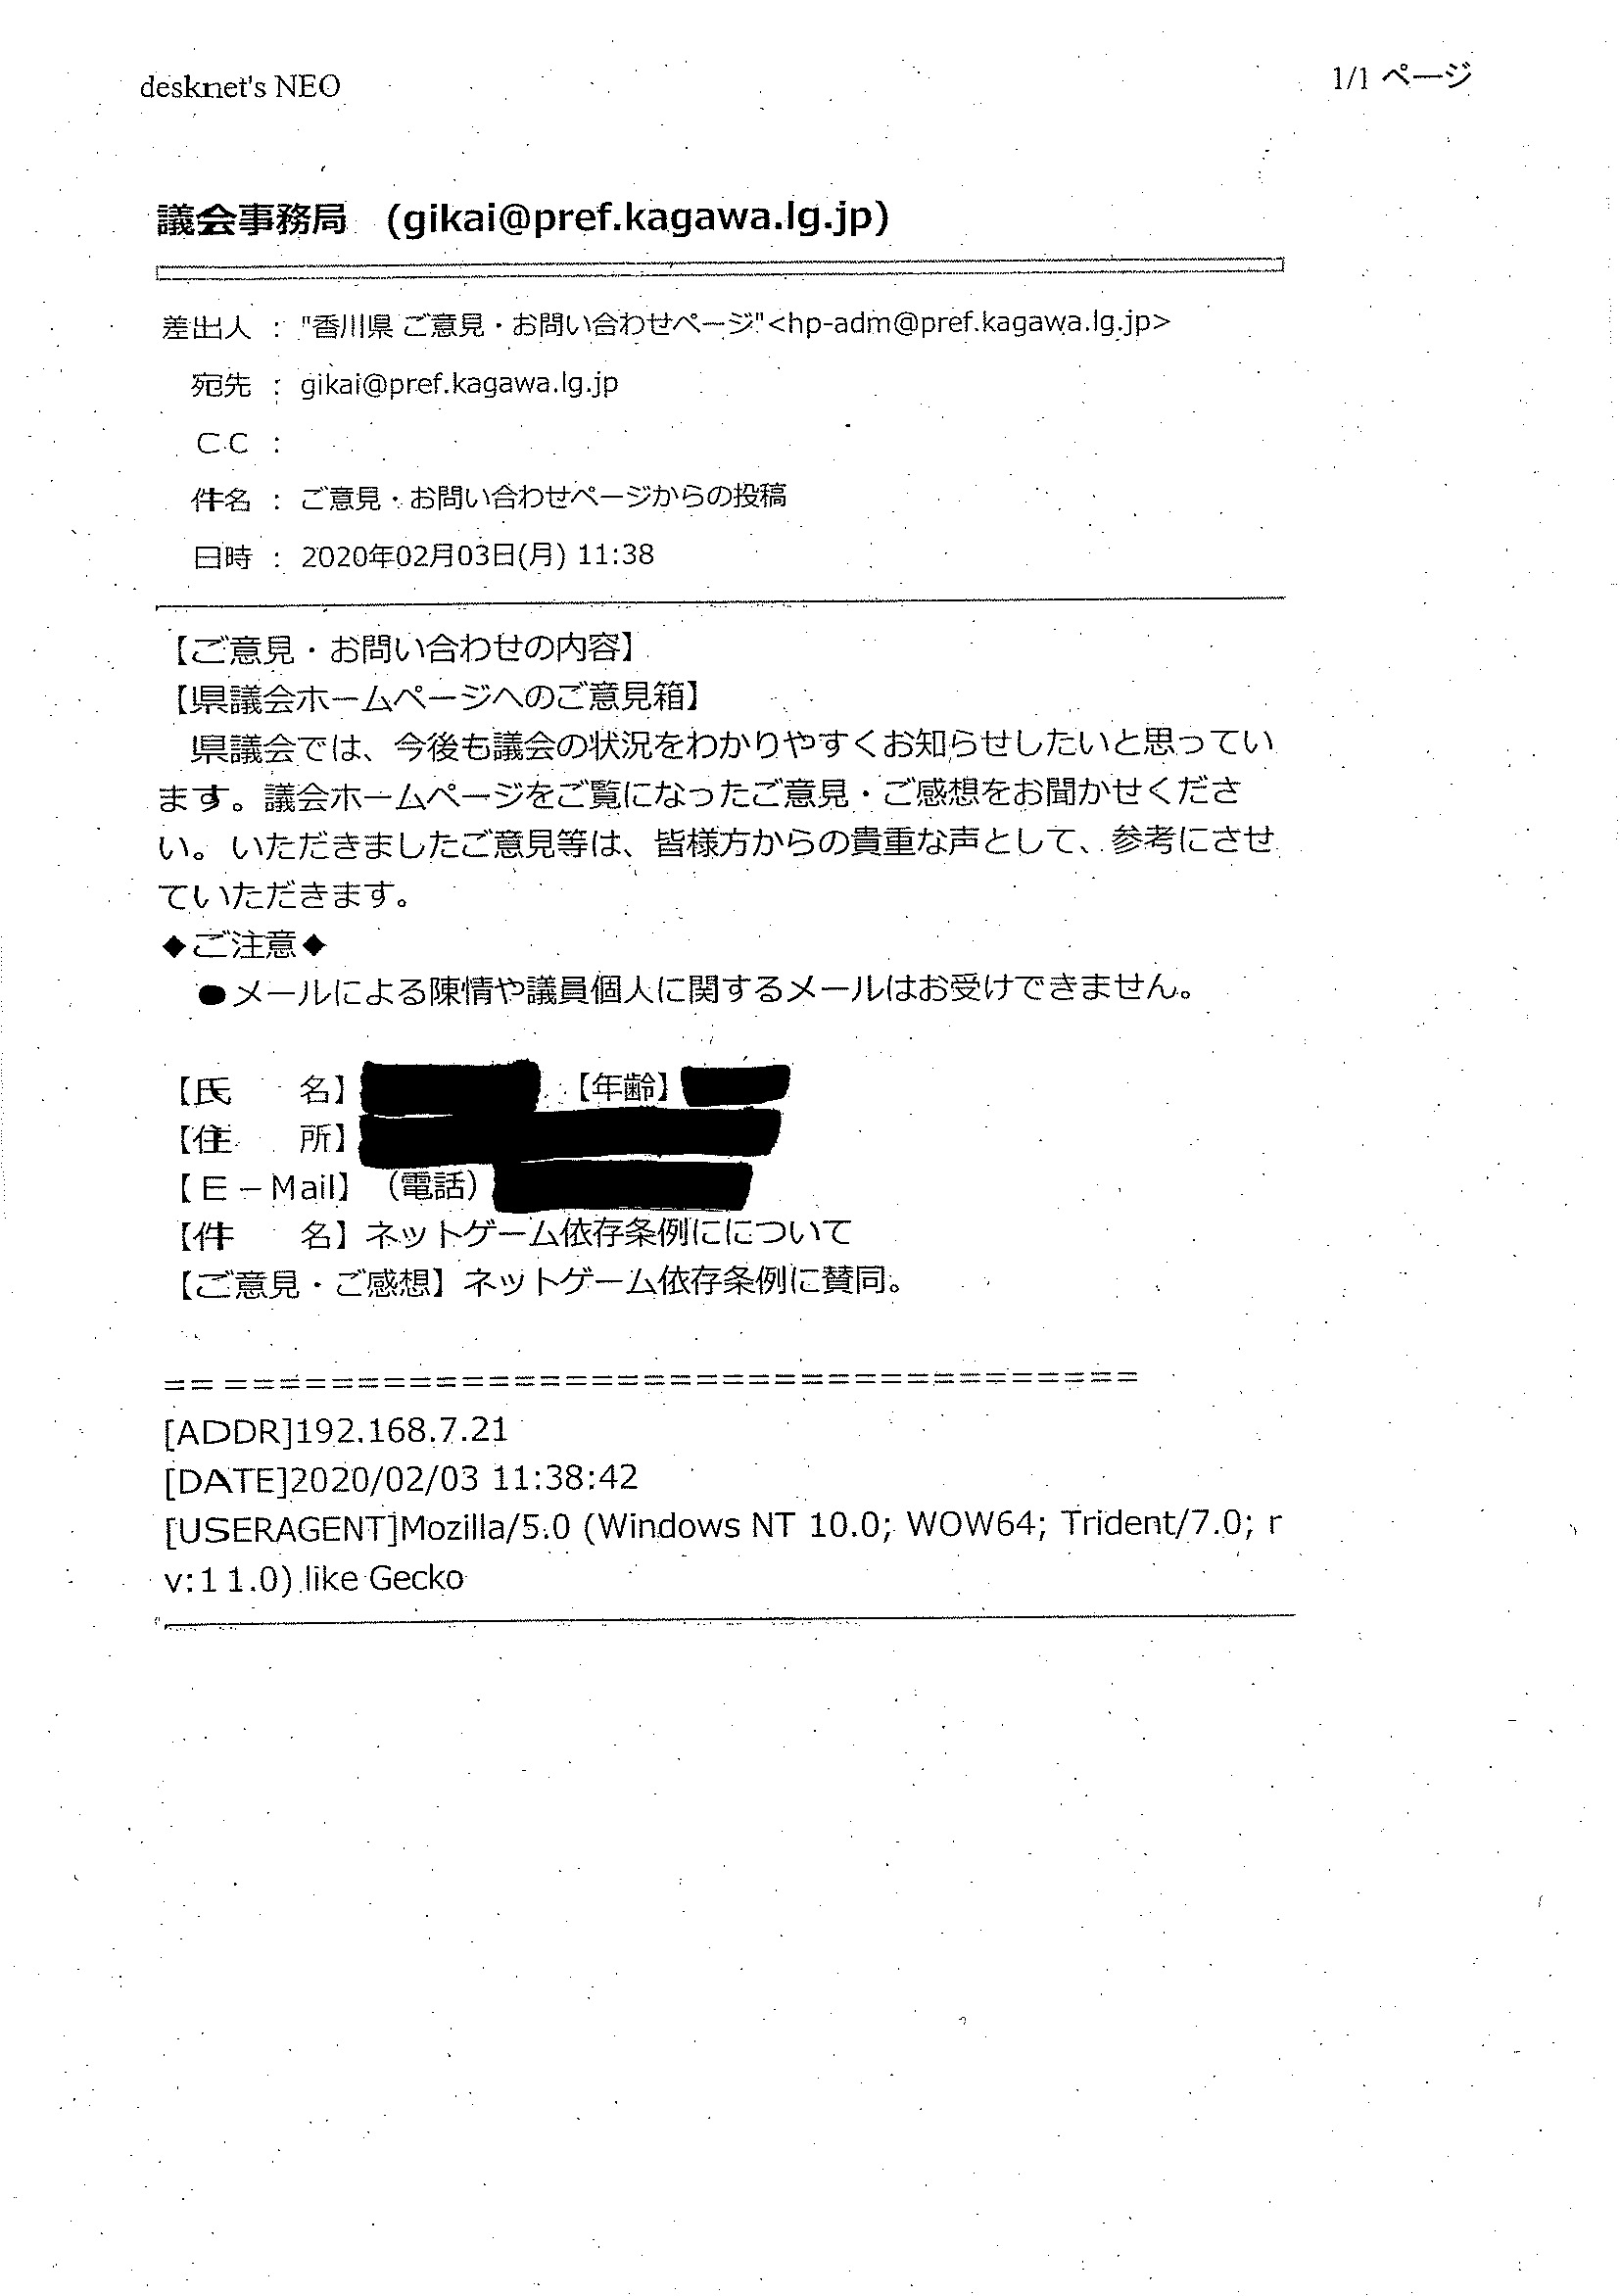 desknet's NEO
1/1 ページ
議会事務局 (gikai@pref.kagawa.lg.jp)
差出人 : "香川県 ご意見・お問い合わせページ"<hp-adm@pref.kagawa.lg.jp>
宛先 : gikai@pref.kagawa.lg.jp
C C :
件名 : ご意見・お問い合わせページからの投稿
日時 : 2020年02月03日(月) 11:38
【ご意見・お問い合わせの内容】
【県議会ホームページへのご意見箱】
県議会では、今後も議会の状況をわかりやすくお知らせしたいと思ってい
ます。議会ホームページをご覧になったご意見・ご感想をお聞かせくださ
い。いただきましたご意見等は、皆様方からの貴重な声として、参考にさせ
ていただきます。
◆ご注意◆
●メールによる陳情や議員個人に関するメールはお受けできません。
【氏　　名】 【年齢】
【住　　所】
【Ｅ－Mail】（電話）
【件　　名】ネットゲーム依存条例にについて
【ご意見・ご感想】ネットゲーム依存条例に賛同。
=====================================
[ADDR]192.168.7.21
[DATE]2020/02/03 11:38:42
[USERAGENT]Mozilla/5.0 (Windows NT 10.0; WOW64; Trident/7.0; r
v:11.0) like Gecko